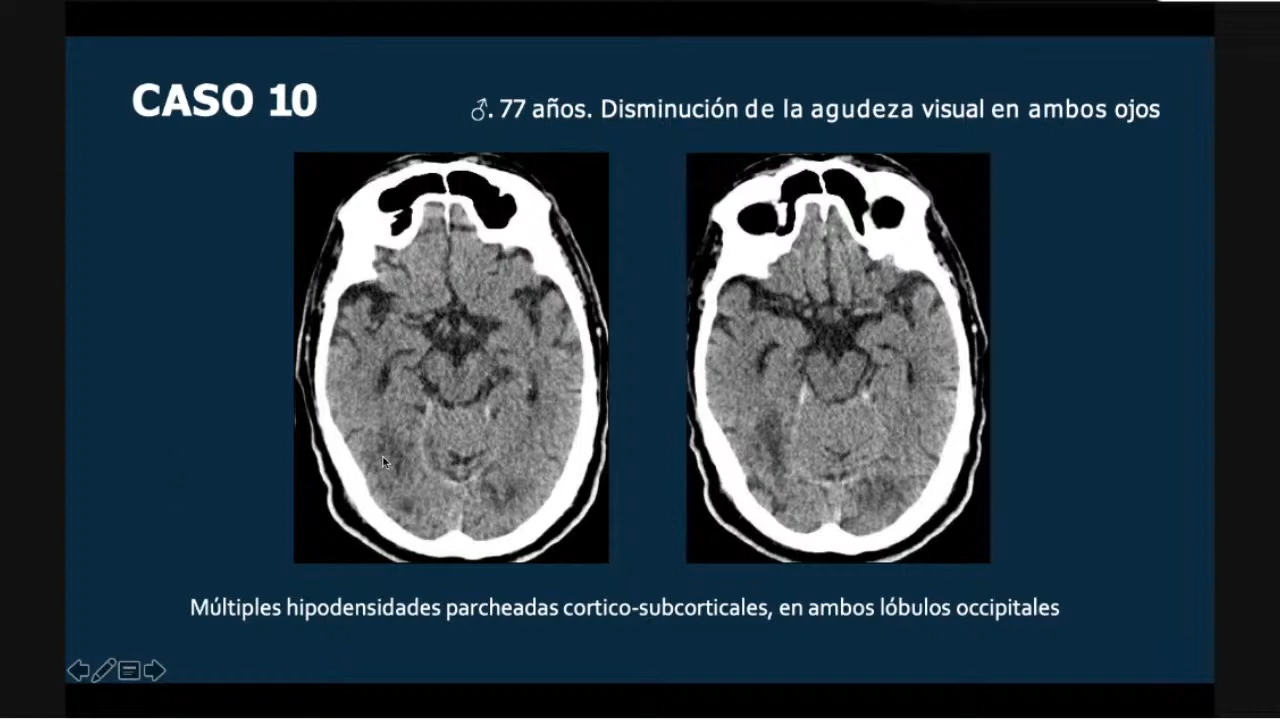 CASO 10
♂. 77 años. Disminución de la agudeza visual en ambos ojos
Múltiples hipodensidades parcheadas cortico-subcorticales, en ambos lóbulos occipitales